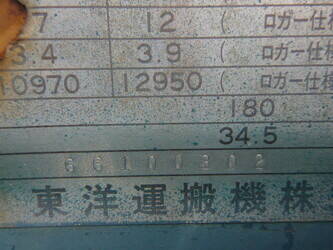 7 12 ( ロガー仕
3.4 3.9 ( ロガー仕様
10970 12950 ( ロガー仕様
180
34.5
東洋運搬機株